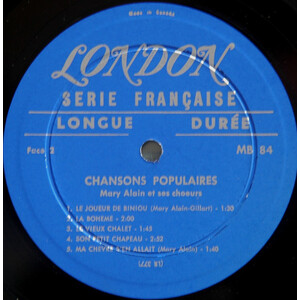 Made in Canada
LONDON
SERIE FRANÇAISE
LONGUE DURÉE
Face 2 MB 84
CHANSONS POPULAIRES
Mary Alain et ses choeurs
1. LE JOUEUR DE BINIOU (Mary Alain-Gillart) - 1:30
2. LA BOHEME - 2:00
3. LE VIEUX CHALET - 1:45
4. SON PETIT CHAPEAU - 2:52
5. MA CHEVRE S'EN ALLAIT (Mary Alain) - 1:40